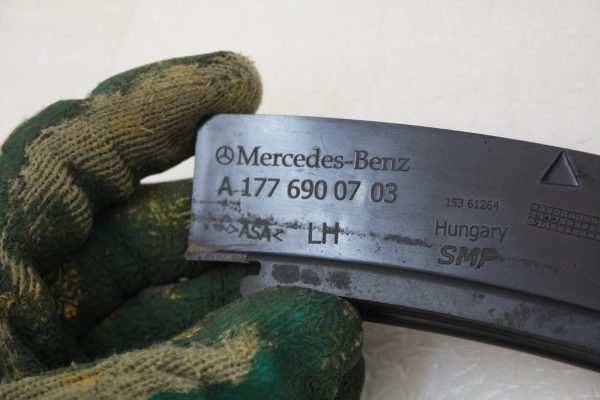 Mercedes-Benz
A 177 690 07 03
>ASA< LH
153 61264
Hungary
SMP